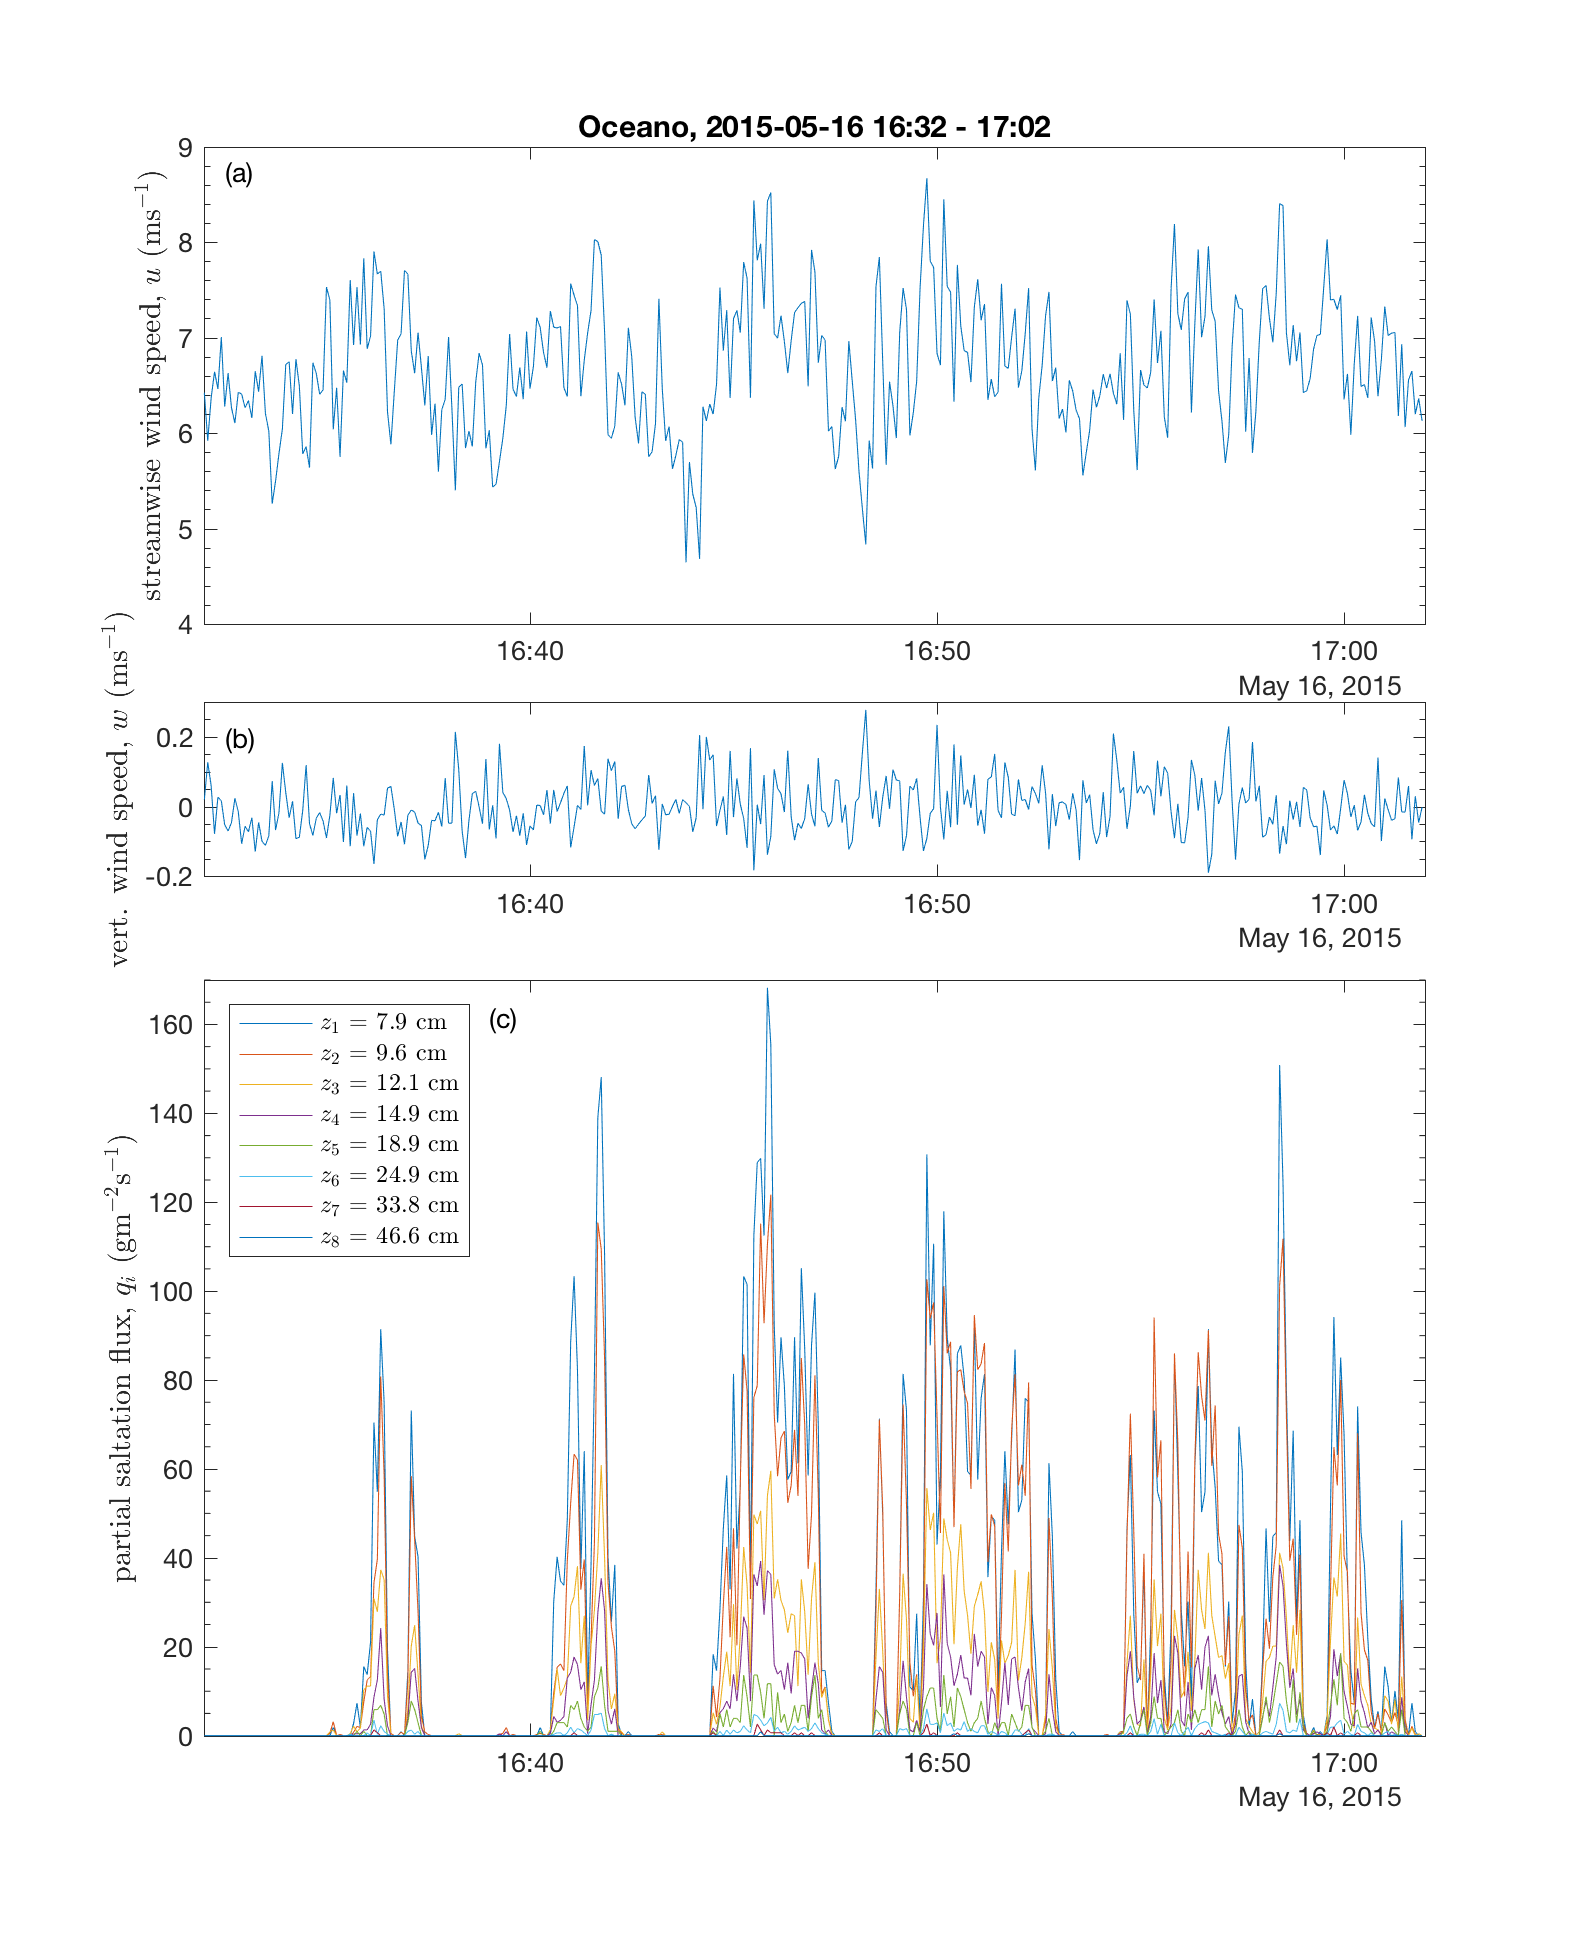 Oceano, 2015-05-16 16:32 - 17:02
(a)
streamwise wind speed, u (ms⁻¹)
9
8
7
6
5
4
16:40 16:50 17:00
May 16, 2015
(b)
vert. wind speed, w (ms⁻¹)
0.2
0
-0.2
16:40 16:50 17:00
May 16, 2015
(c)
partial saltation flux, qᵢ (gm⁻²s⁻¹)
160
140
120
100
80
60
40
20
0
z₁ = 7.9 cm
z₂ = 9.6 cm
z₃ = 12.1 cm
z₄ = 14.9 cm
z₅ = 18.9 cm
z₆ = 24.9 cm
z₇ = 33.8 cm
z₈ = 46.6 cm
16:40 16:50 17:00
May 16, 2015